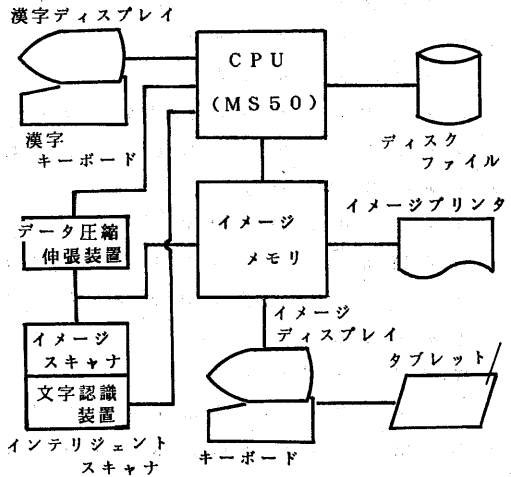 漢字ディスプレイ
CPU
(MS50)
漢字
キーボード
ディスク
ファイル
データ圧縮
伸張装置
イメージ
メモリ
イメージプリンタ
イメージ
スキャナ
文字認識
装置
インテリジェント
スキャナ
イメージ
ディスプレイ
キーボード
タブレット